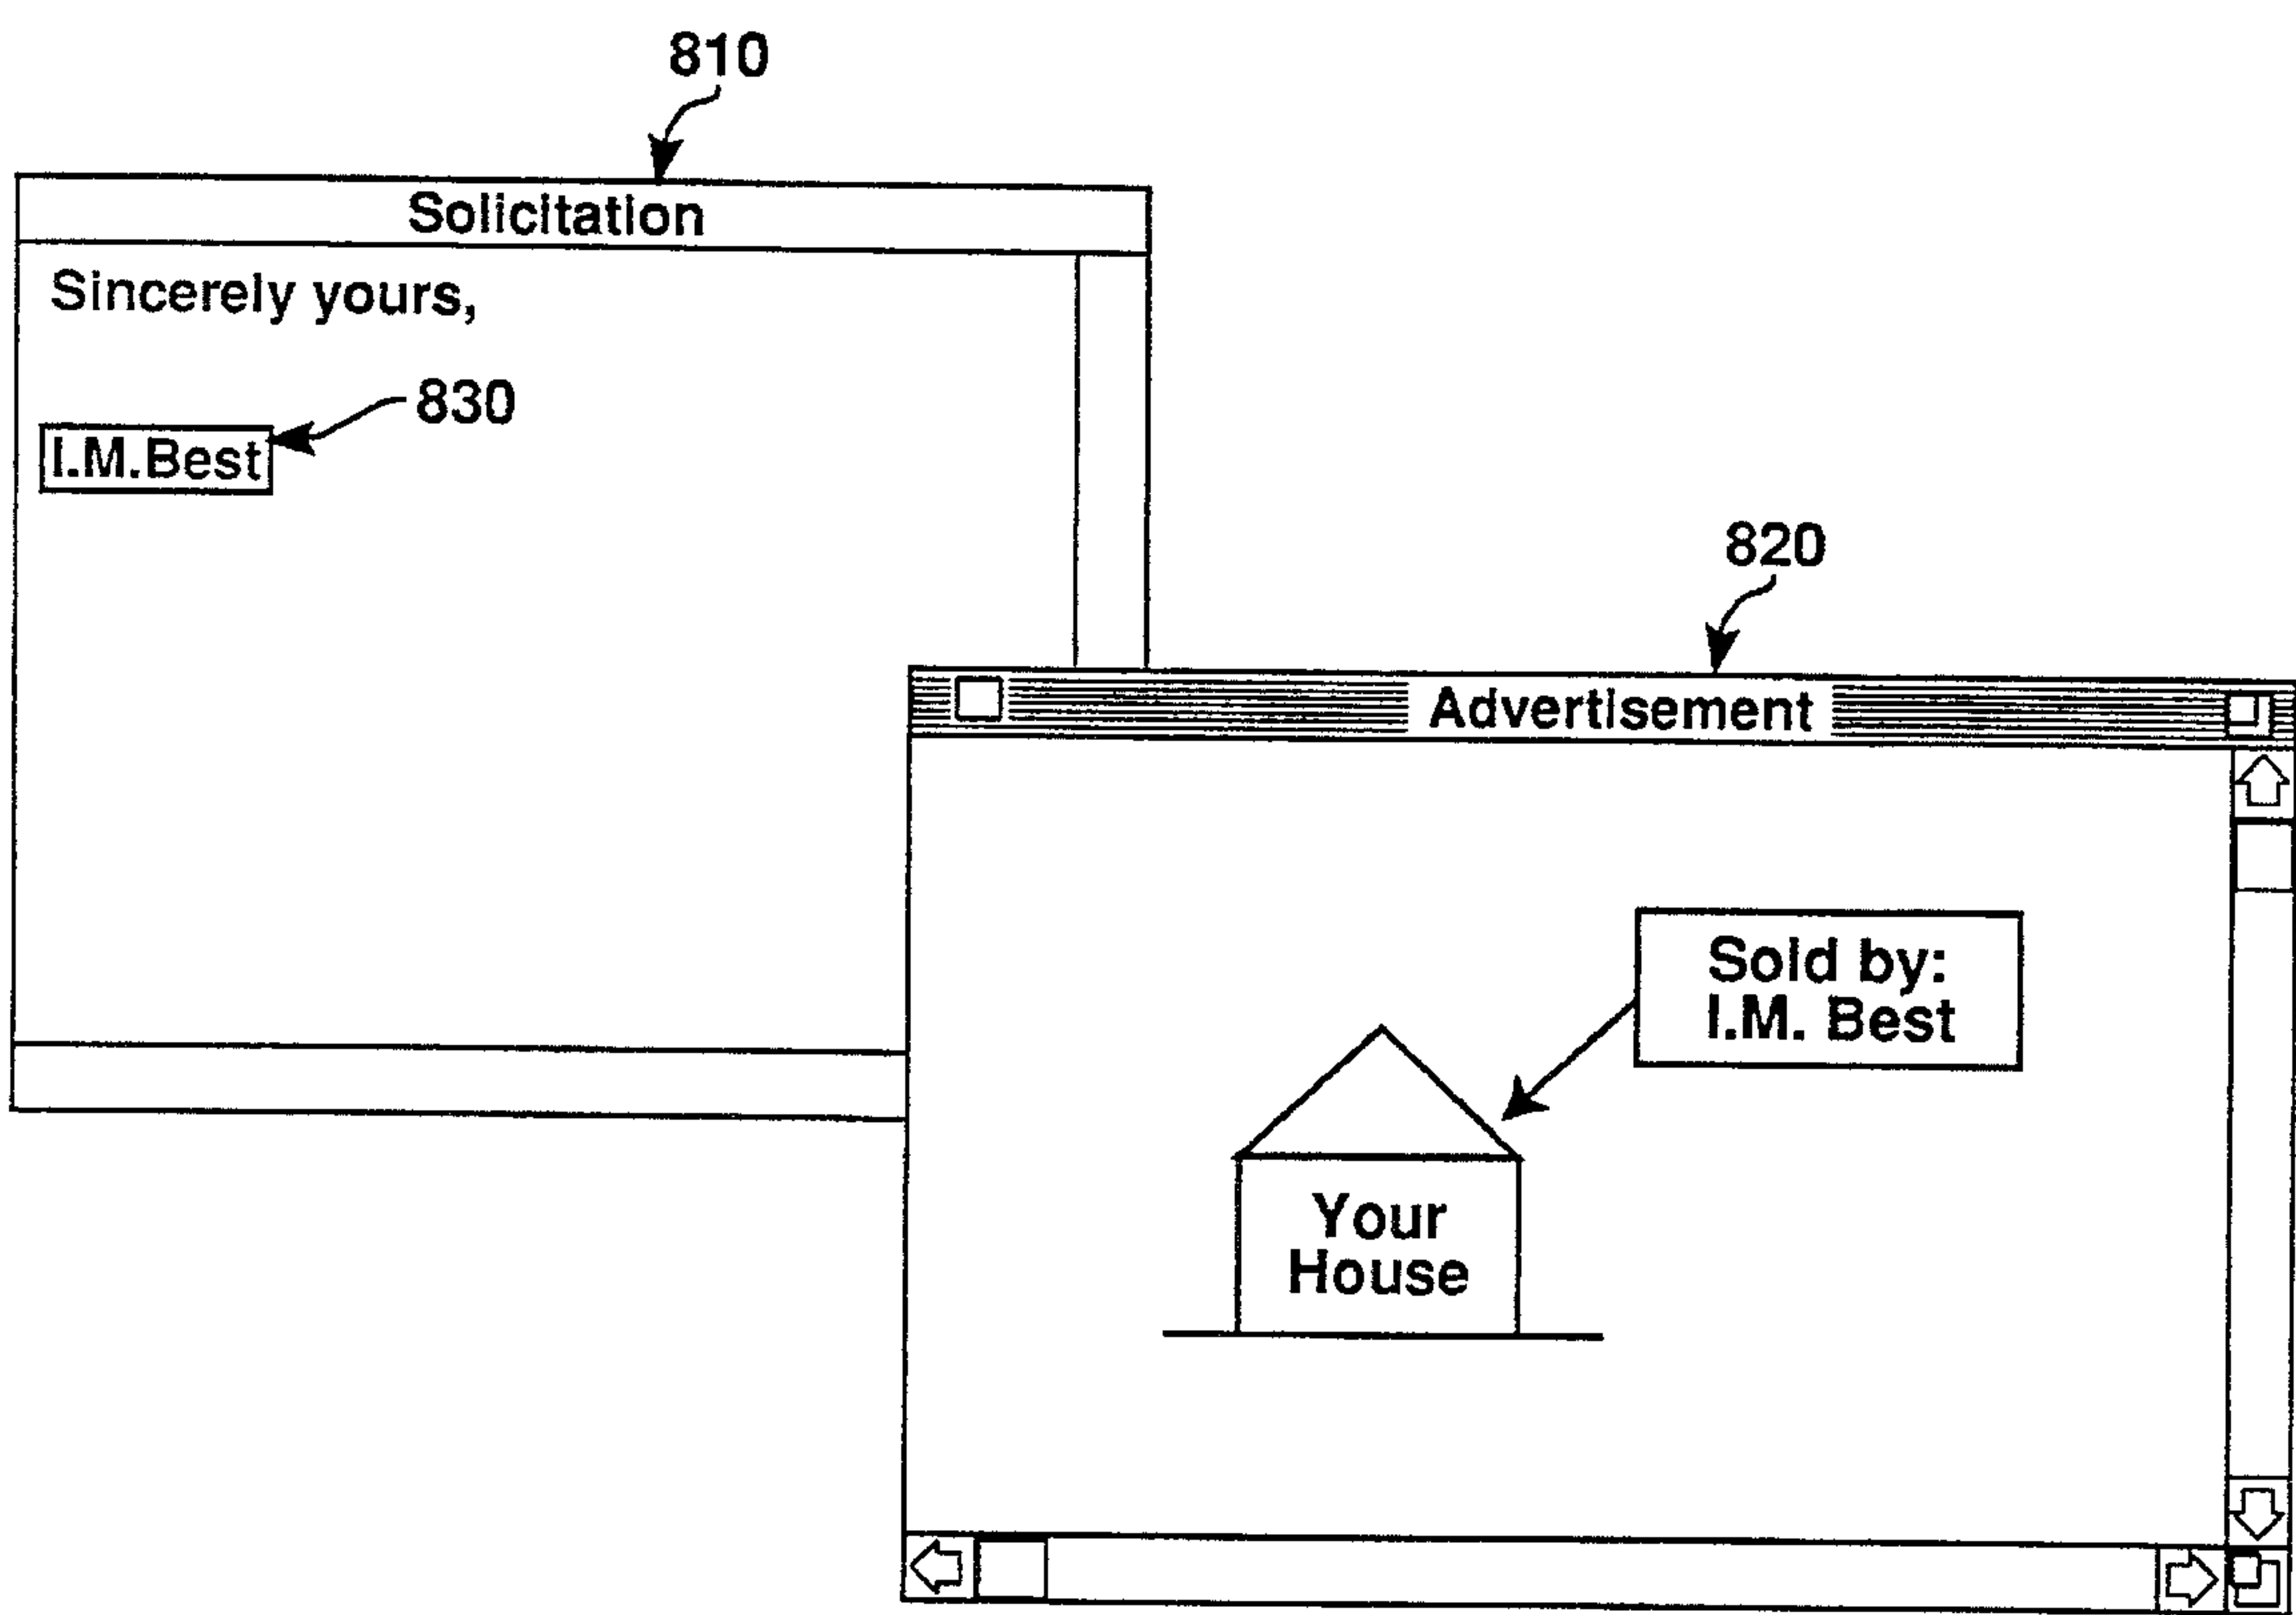 810
Solicitation
Sincerely yours,
830
I.M.Best
820
Advertisement
Sold by:
I.M. Best
Your
House